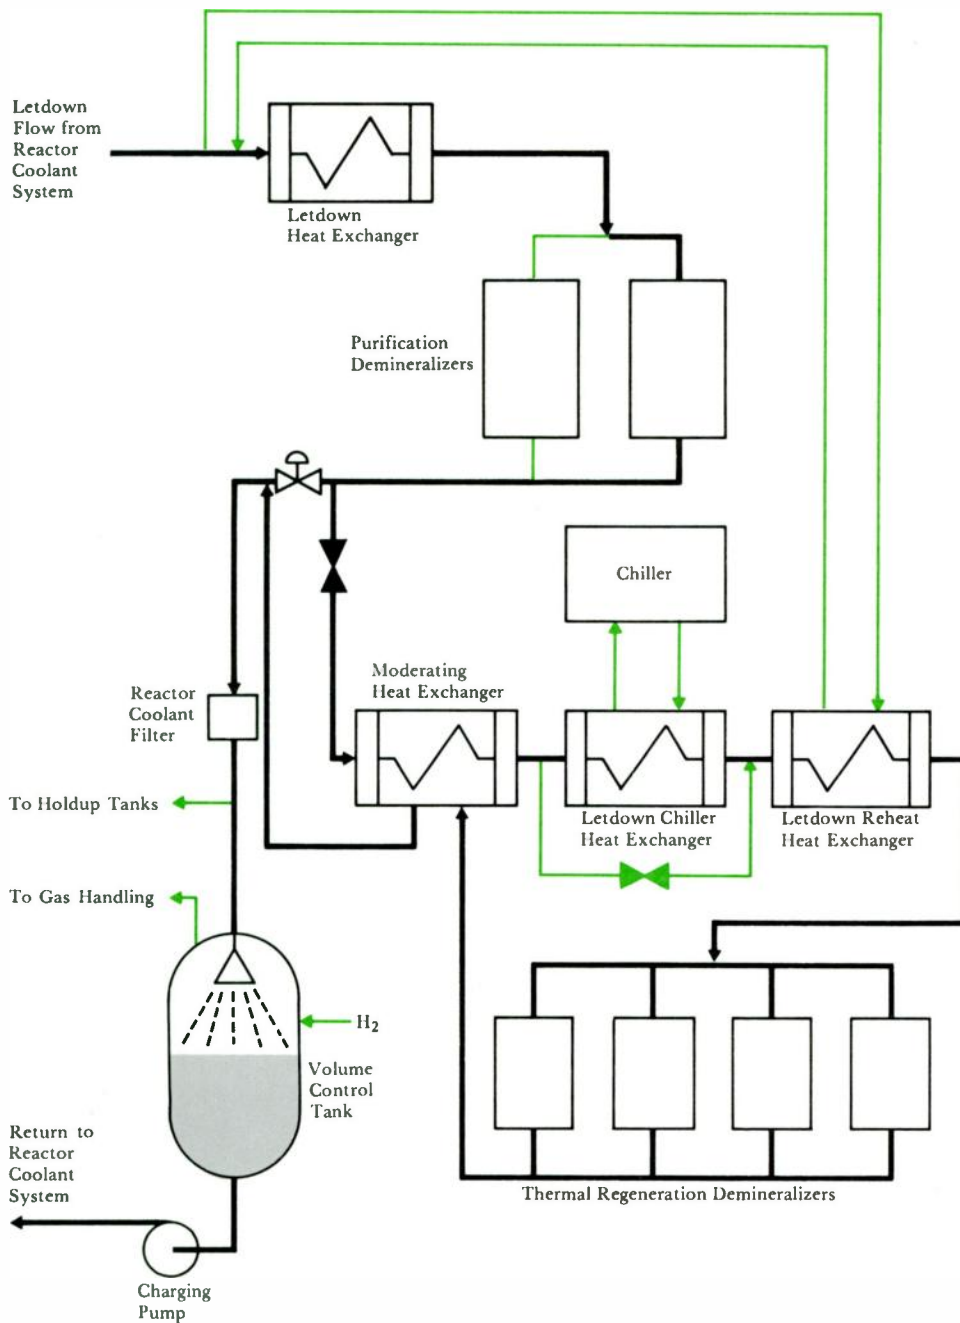 Letdown
Flow from
Reactor
Coolant
System
Letdown
Heat Exchanger
Purification
Demineralizers
Chiller
Moderating
Heat Exchanger
Reactor
Coolant
Filter
Letdown Chiller
Heat Exchanger
Letdown Reheat
Heat Exchanger
To Holdup Tanks
To Gas Handling
H2
Volume
Control
Tank
Return to
Reactor
Coolant
System
Thermal Regeneration Demineralizers
Charging
Pump